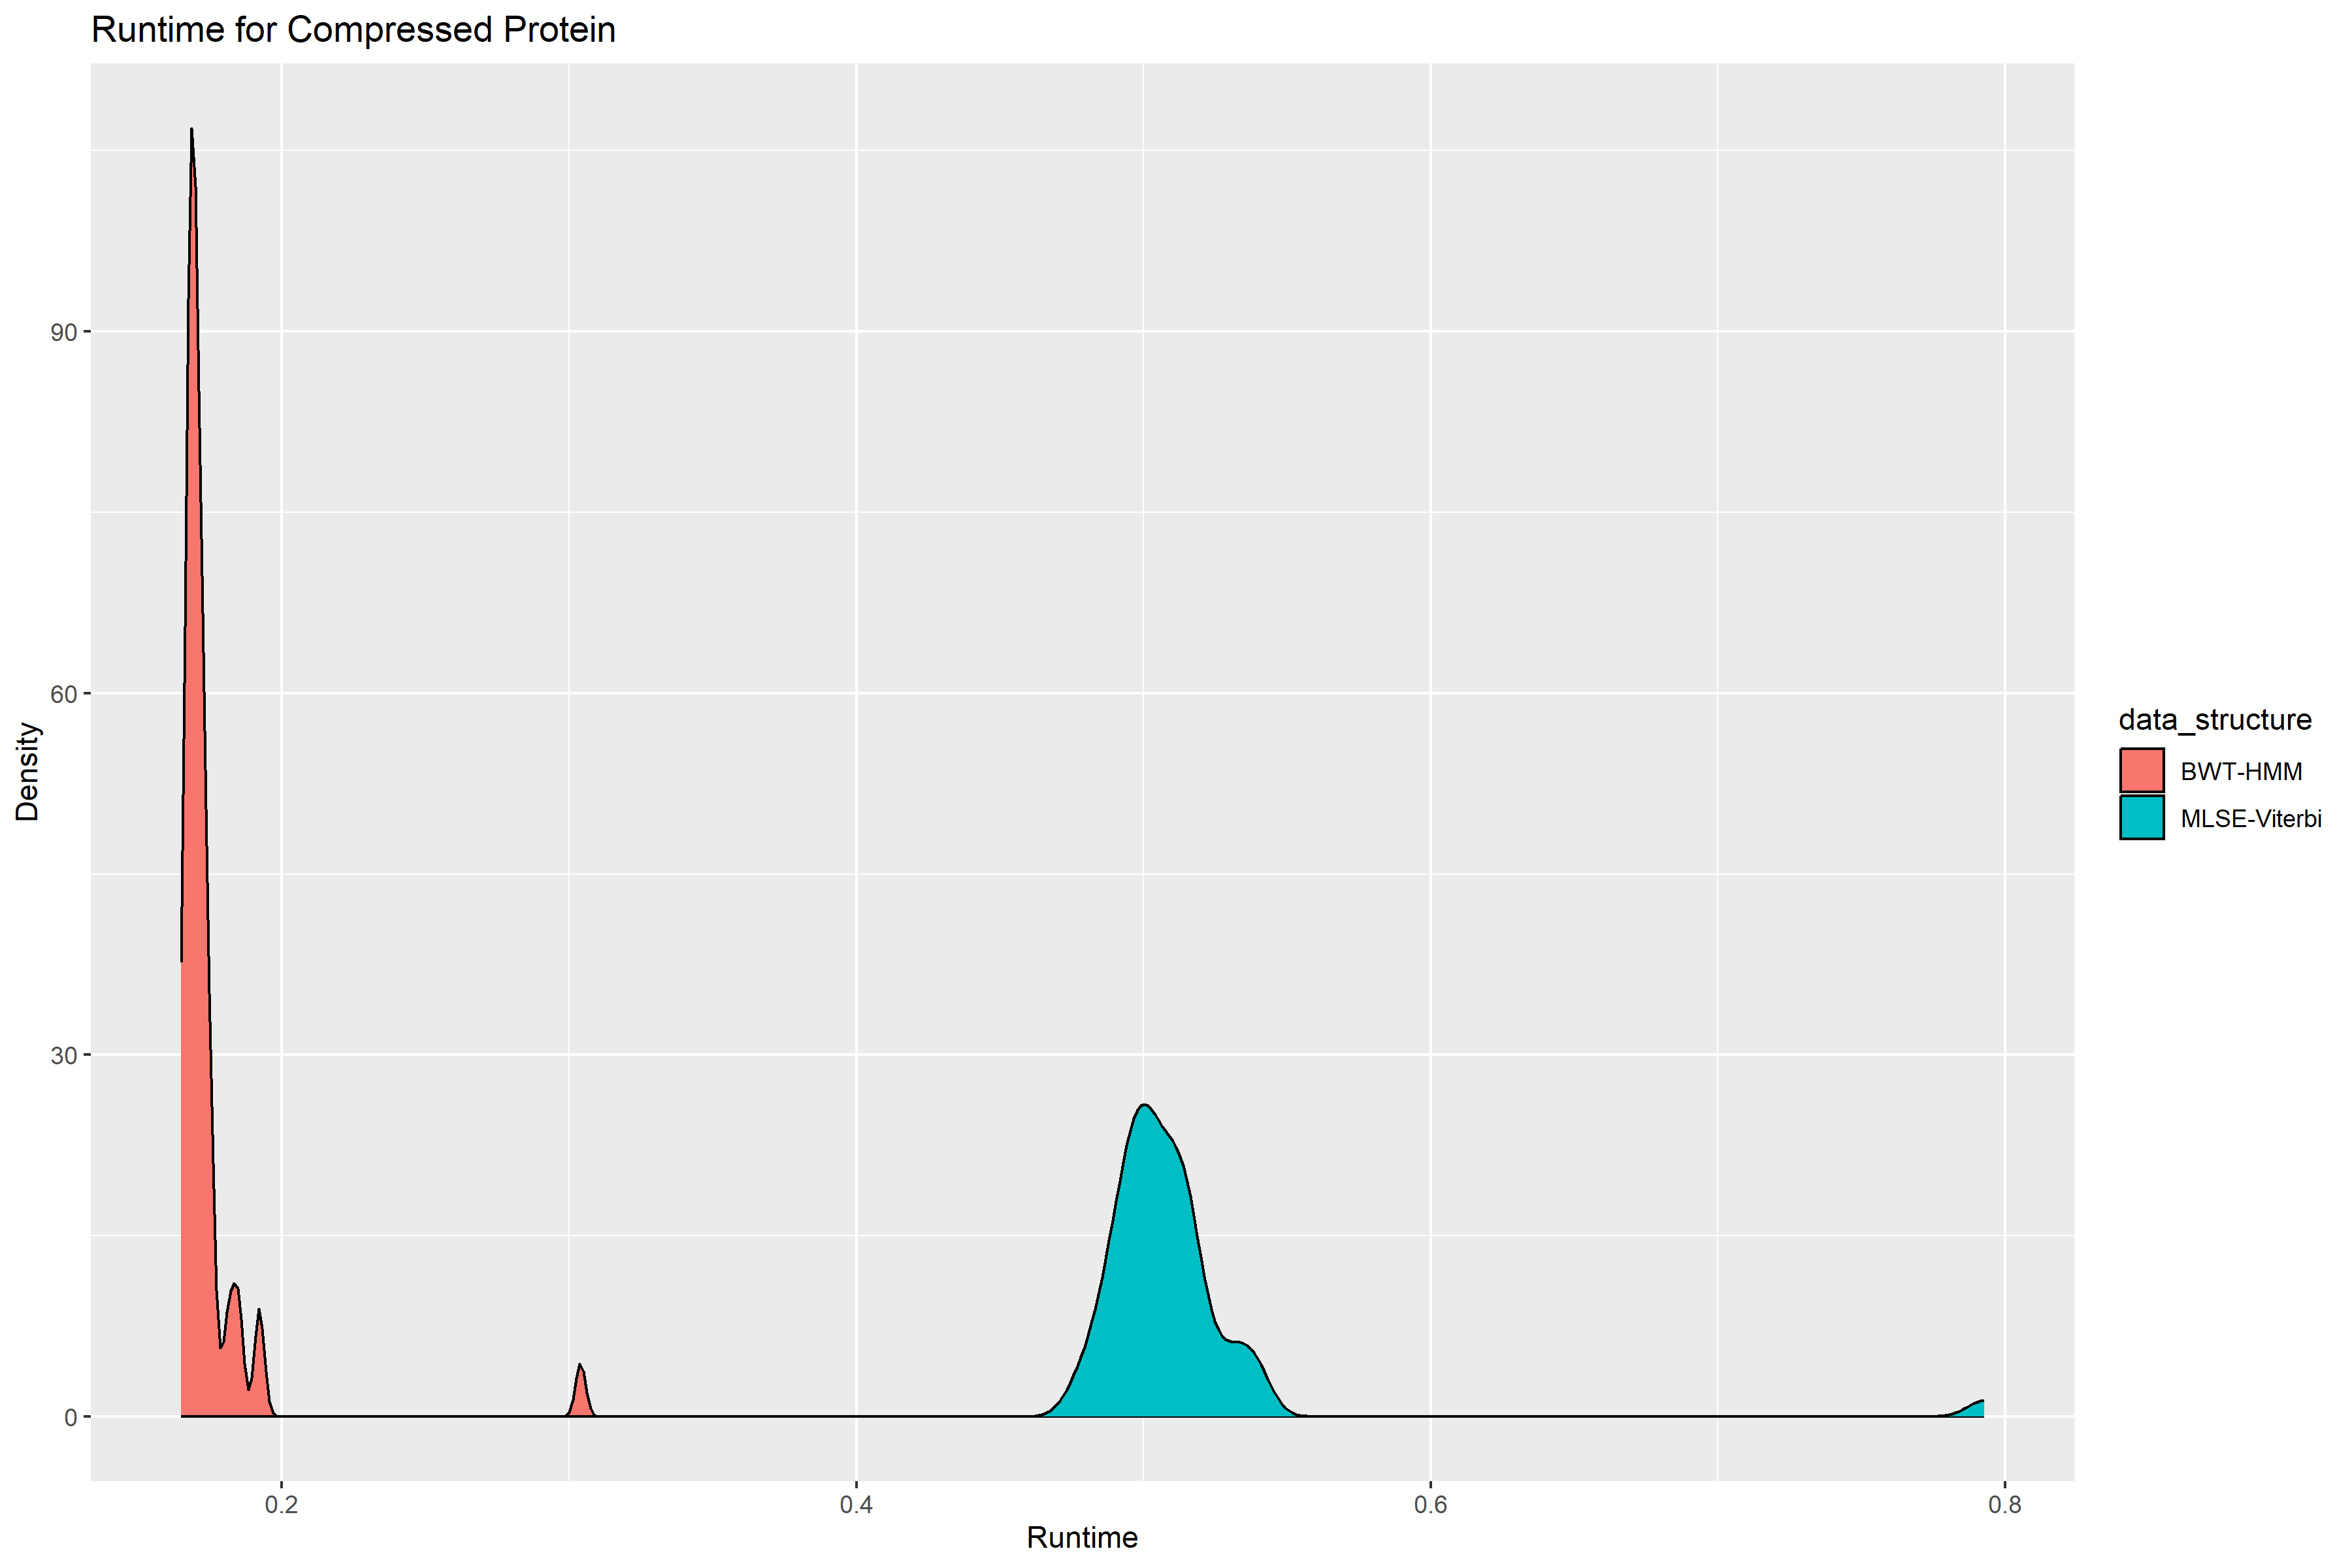 Runtime for Compressed Protein
Density
90
60
30
0
0.2
0.4
0.6
0.8
Runtime
data_structure
BWT-HMM
MLSE-Viterbi